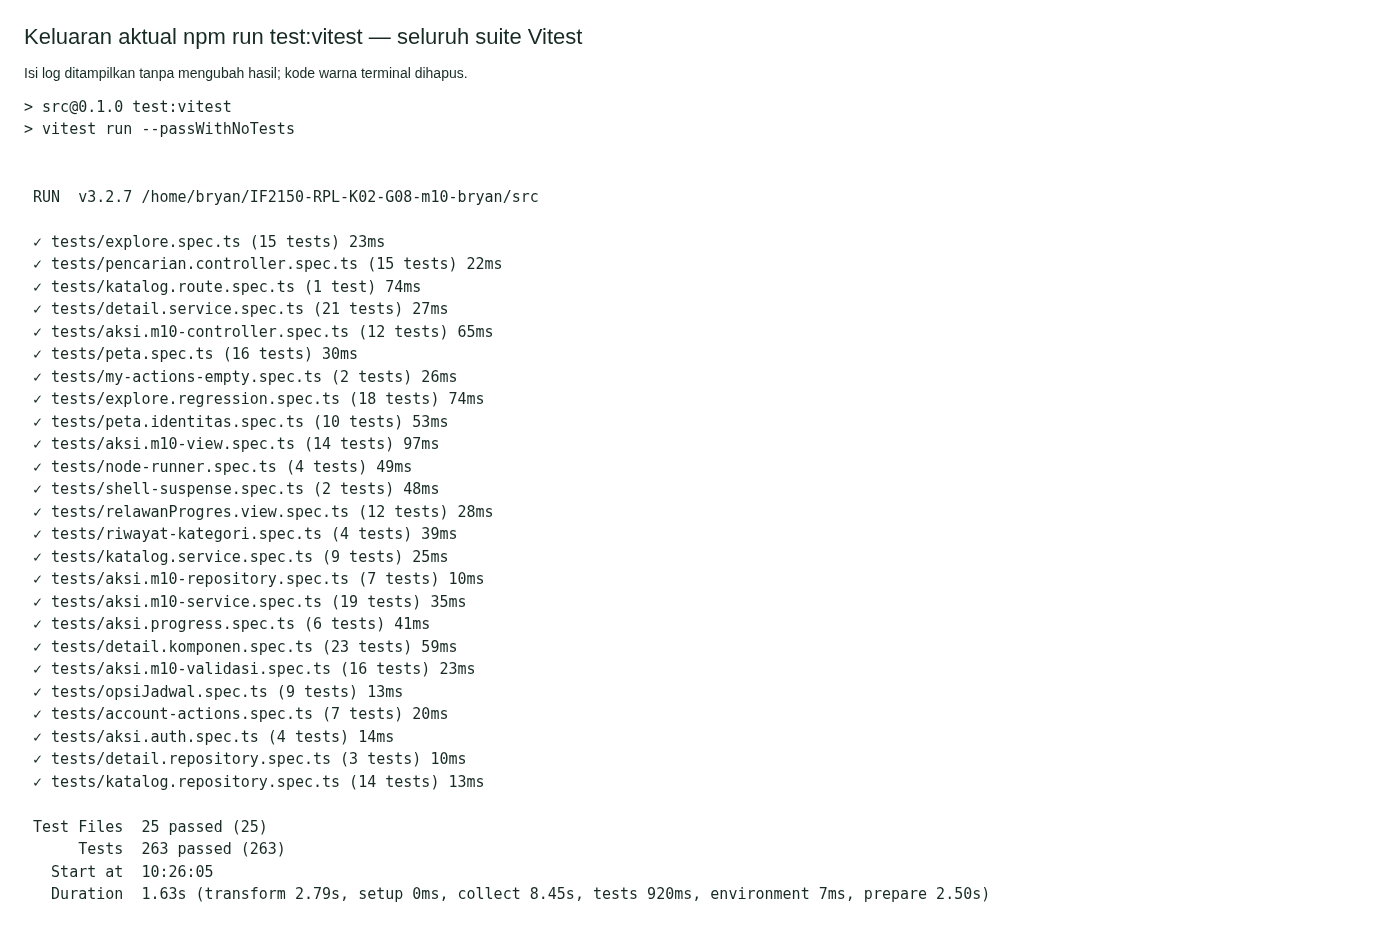 Keluaran aktual npm run test:vitest — seluruh suite Vitest
Isi log ditampilkan tanpa mengubah hasil; kode warna terminal dihapus.
> src@0.1.0 test:vitest
> vitest run --passWithNoTests
RUN  v3.2.7 /home/bryan/IF2150-RPL-K02-G08-m10-bryan/src
✓ tests/explore.spec.ts (15 tests) 23ms
✓ tests/pencarian.controller.spec.ts (15 tests) 22ms
✓ tests/katalog.route.spec.ts (1 test) 74ms
✓ tests/detail.service.spec.ts (21 tests) 27ms
✓ tests/aksi.m10-controller.spec.ts (12 tests) 65ms
✓ tests/peta.spec.ts (16 tests) 30ms
✓ tests/my-actions-empty.spec.ts (2 tests) 26ms
✓ tests/explore.regression.spec.ts (18 tests) 74ms
✓ tests/peta.identitas.spec.ts (10 tests) 53ms
✓ tests/aksi.m10-view.spec.ts (14 tests) 97ms
✓ tests/node-runner.spec.ts (4 tests) 49ms
✓ tests/shell-suspense.spec.ts (2 tests) 48ms
✓ tests/relawanProgres.view.spec.ts (12 tests) 28ms
✓ tests/riwayat-kategori.spec.ts (4 tests) 39ms
✓ tests/katalog.service.spec.ts (9 tests) 25ms
✓ tests/aksi.m10-repository.spec.ts (7 tests) 10ms
✓ tests/aksi.m10-service.spec.ts (19 tests) 35ms
✓ tests/aksi.progress.spec.ts (6 tests) 41ms
✓ tests/detail.komponen.spec.ts (23 tests) 59ms
✓ tests/aksi.m10-validasi.spec.ts (16 tests) 23ms
✓ tests/opsiJadwal.spec.ts (9 tests) 13ms
✓ tests/account-actions.spec.ts (7 tests) 20ms
✓ tests/aksi.auth.spec.ts (4 tests) 14ms
✓ tests/detail.repository.spec.ts (3 tests) 10ms
✓ tests/katalog.repository.spec.ts (14 tests) 13ms
Test Files  25 passed (25)
Tests  263 passed (263)
Start at  10:26:05
Duration  1.63s (transform 2.79s, setup 0ms, collect 8.45s, tests 920ms, environment 7ms, prepare 2.50s)